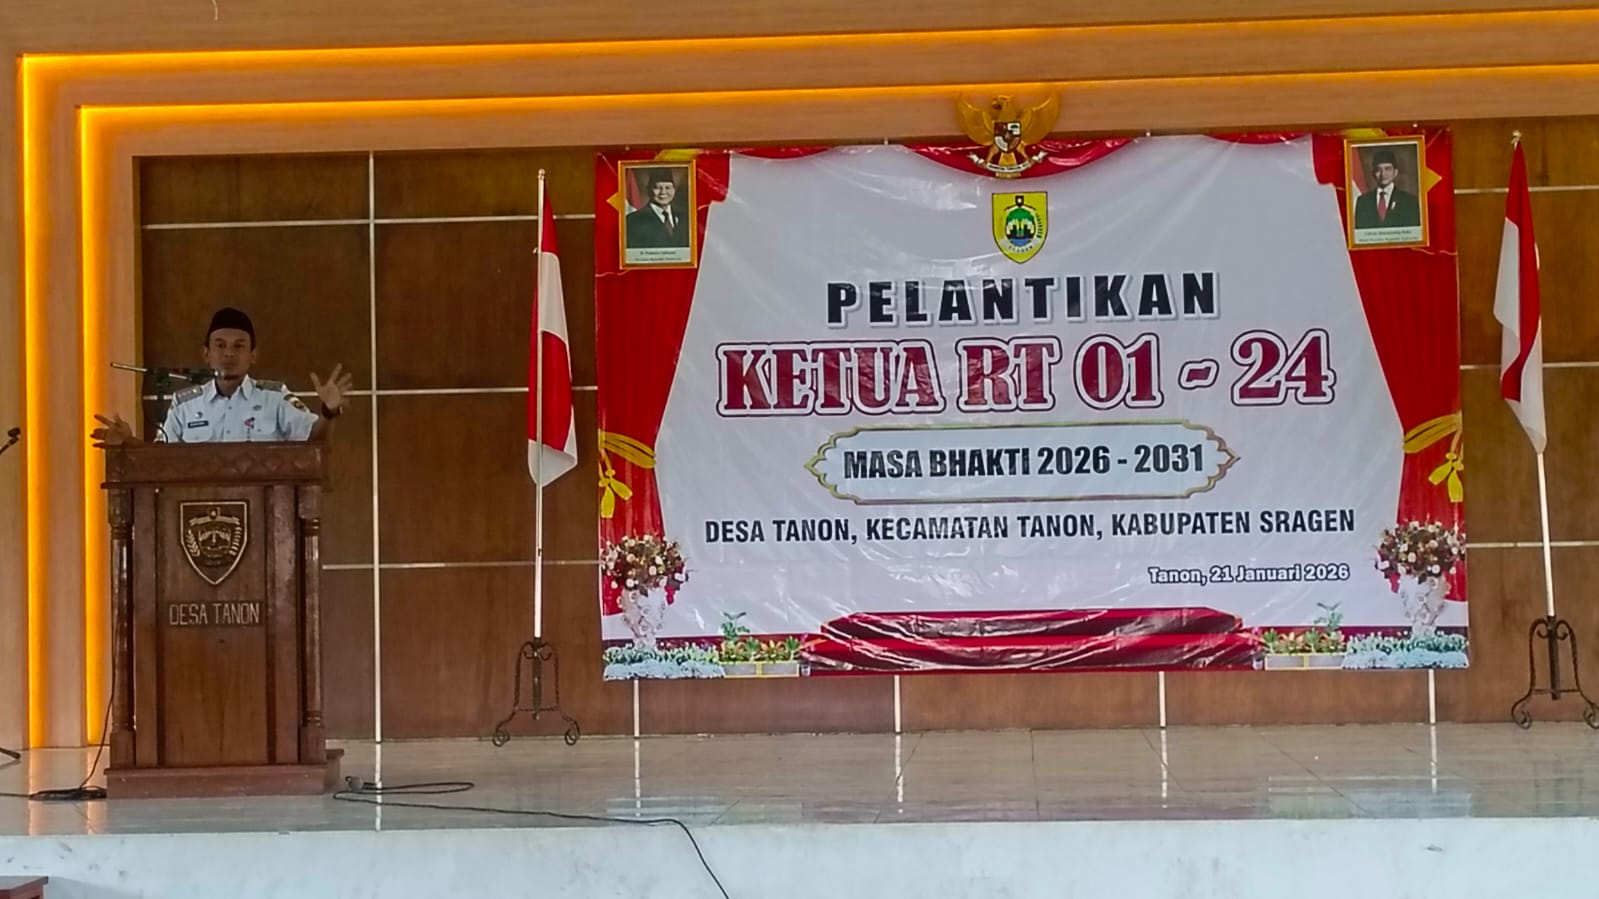 SRAGEN
PELANTIKAN
KETUA RT 01 - 24
MASA BHAKTI 2026 - 2031
DESA TANON, KECAMATAN TANON, KABUPATEN SRAGEN
Tanon, 21 Januari 2026
DESA TANON